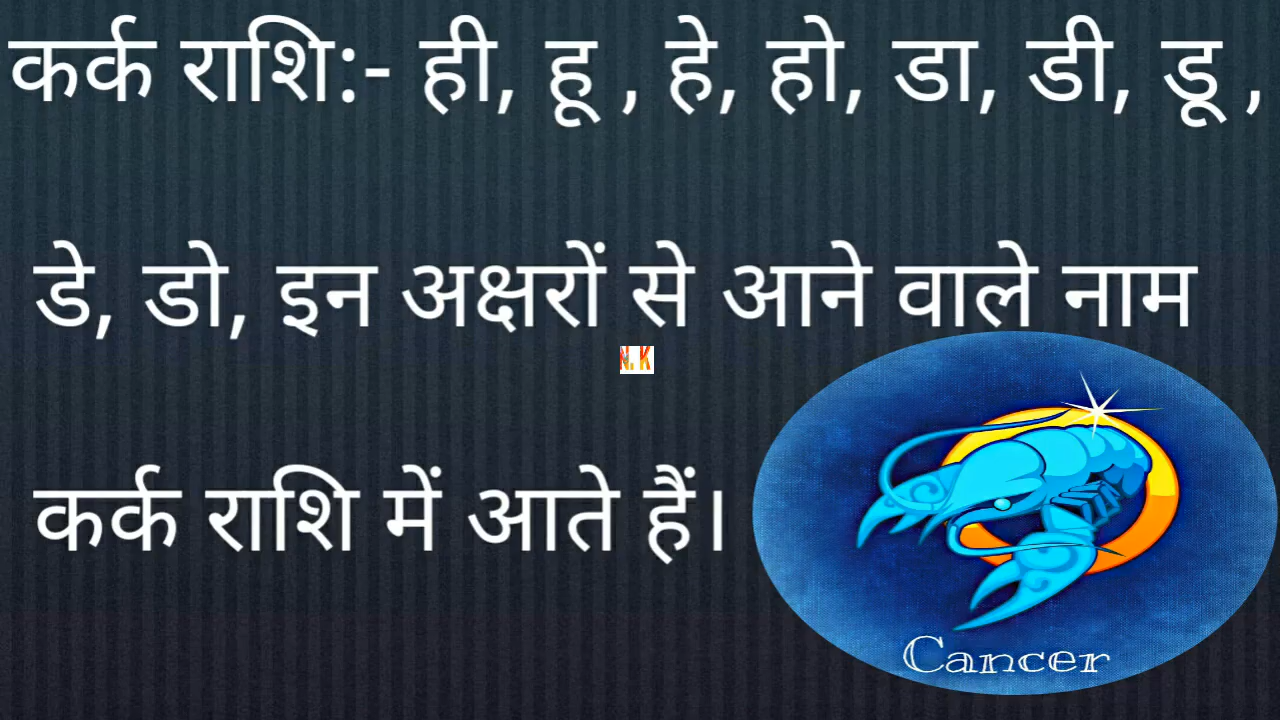 कर्क राशि:- ही, हू , हे, हो, डा, डी, डू ,
डे, डो, इन अक्षरों से आने वाले नाम
N. K
कर्क राशि में आते हैं।
Cancer